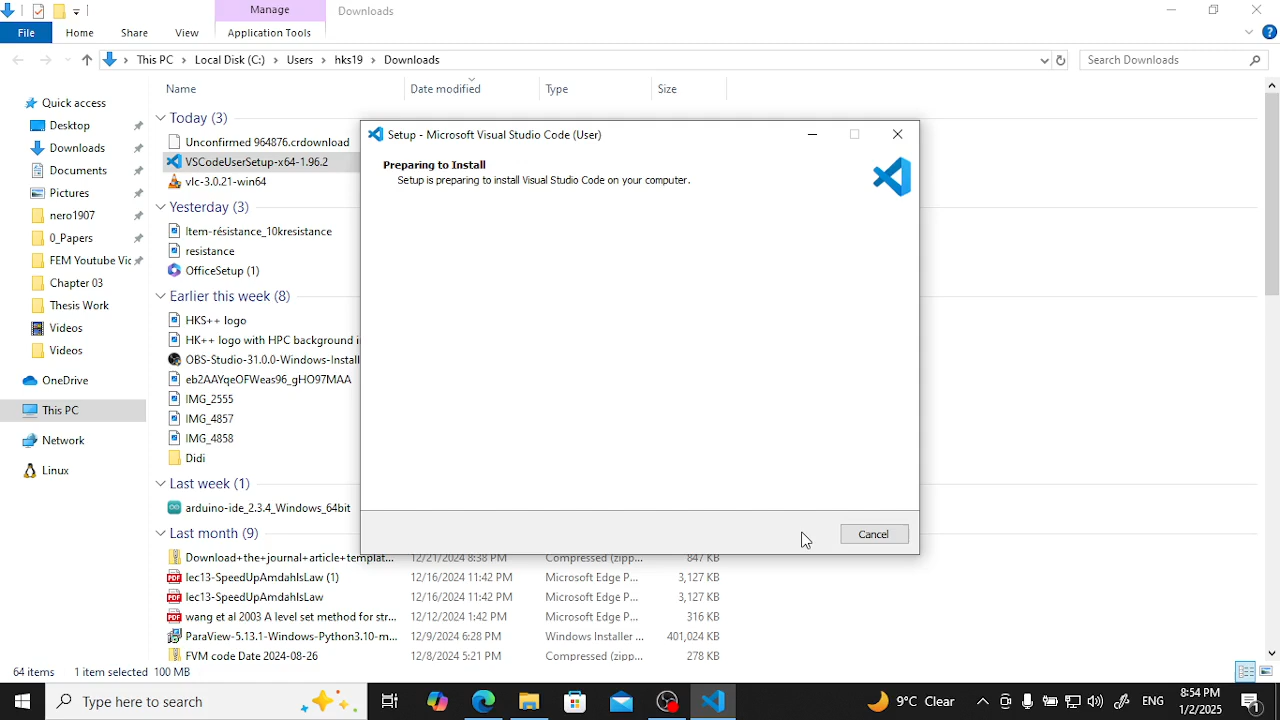 Manage
Downloads
File
Home
Share
View
Application Tools
This PC
Local Disk (C:)
Users
hks19
Downloads
Search Downloads
Name
Date modified
Type
Size
Quick access
Desktop
Downloads
Documents
Pictures
nero1907
0_Papers
FEM Youtube Vic
Chapter 03
Thesis Work
Videos
Videos
OneDrive
This PC
Network
Linux
Today (3)
Unconfirmed 964876.crdownload
VSCodeUserSetup-x64-1.96.2
vlc-3.0.21-win64
Yesterday (3)
Item-résistance_10kresistance
resistance
OfficeSetup (1)
Earlier this week (8)
HKS++ logo
HK++ logo with HPC background i
OBS-Studio-31.0.0-Windows-Install
eb2AAYqeOFWeas96_gHO97MAA
IMG_2555
IMG_4857
IMG_4858
Didi
Last week (1)
arduino-ide_2.3.4_Windows_64bit
Last month (9)
Download+the+journal+article+templat... 12/21/2024 8:38 PM Compressed (zipp... 847 KB
lec13-SpeedUpAmdahlsLaw (1) 12/16/2024 11:42 PM Microsoft Edge P... 3,127 KB
lec13-SpeedUpAmdahlsLaw 12/16/2024 11:42 PM Microsoft Edge P... 3,127 KB
wang et al 2003 A level set method for str... 12/12/2024 1:42 PM Microsoft Edge P... 316 KB
ParaView-5.13.1-Windows-Python3.10-m... 12/9/2024 6:28 PM Windows Installer ... 401,024 KB
FVM code Date 2024-08-26 12/8/2024 5:21 PM Compressed (zipp... 278 KB
Setup - Microsoft Visual Studio Code (User)
Preparing to Install
Setup is preparing to install Visual Studio Code on your computer.
Cancel
64 items 1 item selected 100 MB
Type here to search
9°C Clear
ENG
8:54 PM
1/2/2025
1